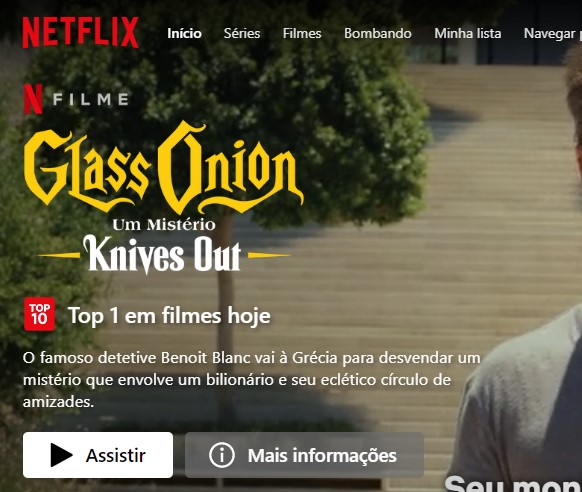 NETFLIX Início Séries Filmes Bombando Minha lista Navegar
N FILME
Glass Onion
Um Mistério
Knives Out
TOP 10 Top 1 em filmes hoje
O famoso detetive Benoit Blanc vai à Grécia para desvendar um
mistério que envolve um bilionário e seu eclético círculo de
amizades.
Assistir Mais informações
Seu